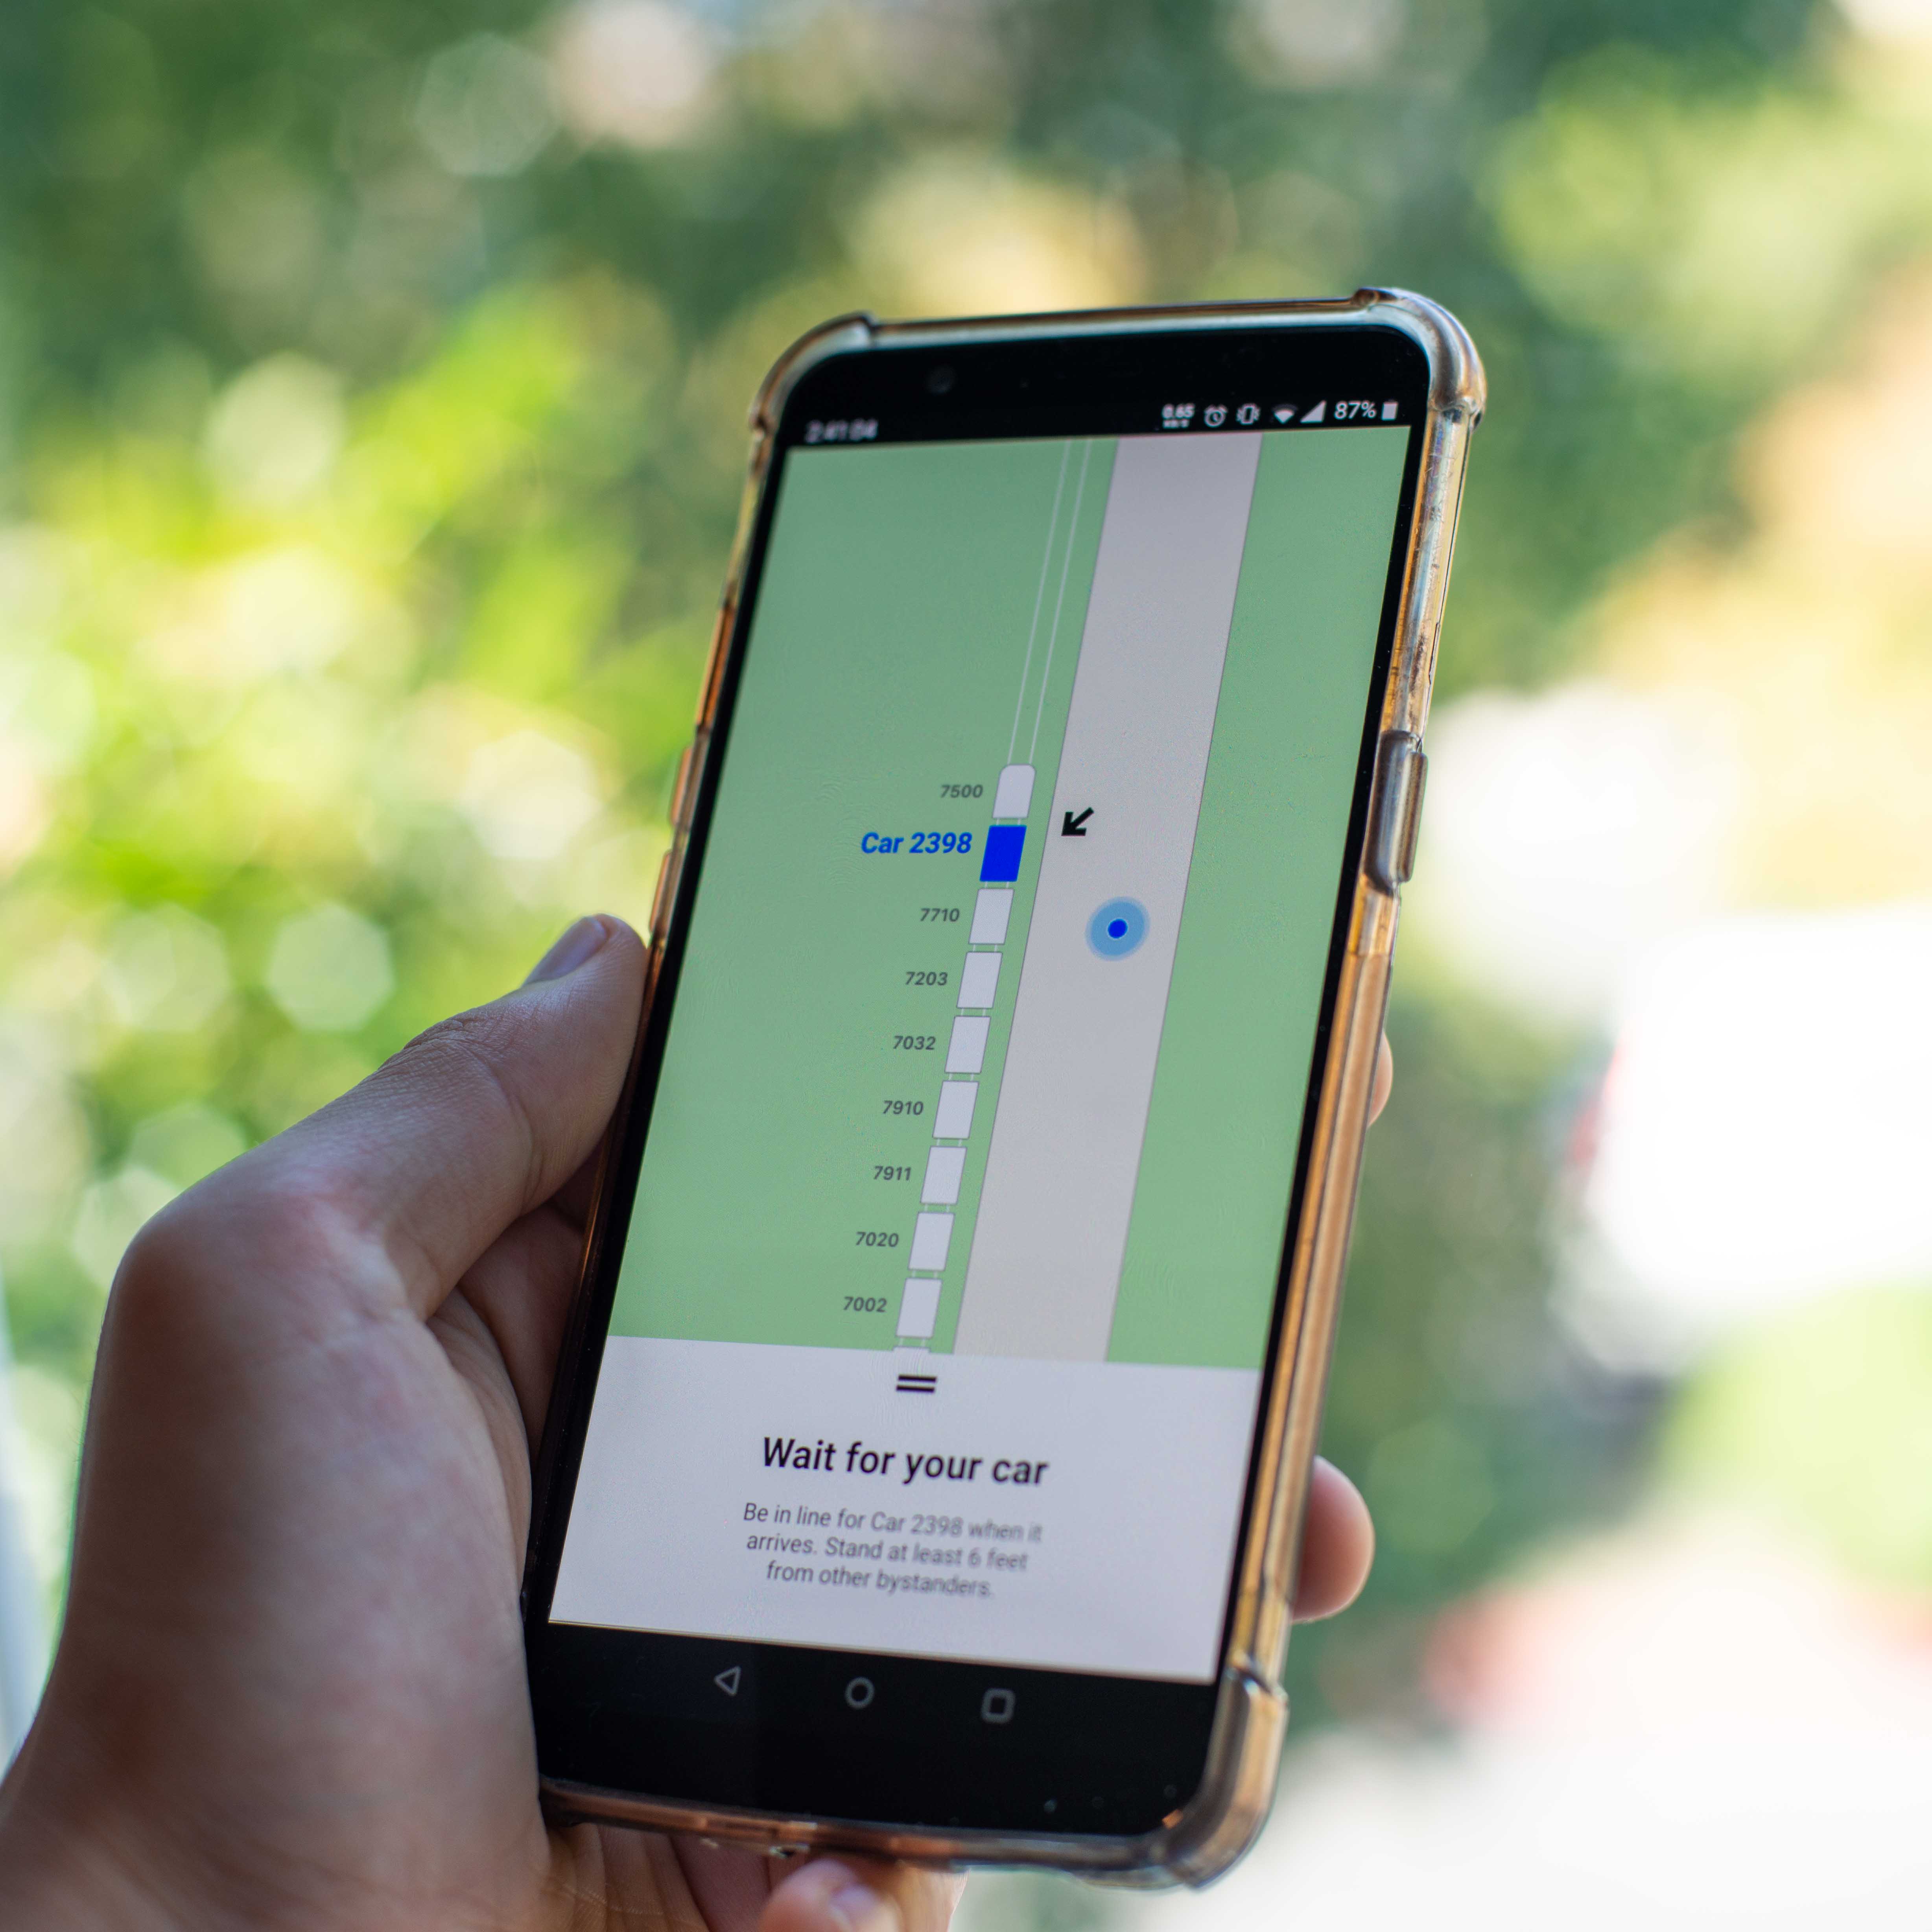 2:41:04
0.65
KB/S
87%
7500
Car 2398
7710
7203
7032
7910
7911
7020
7002
Wait for your car
Be in line for Car 2398 when it
arrives. Stand at least 6 feet
from other bystanders.